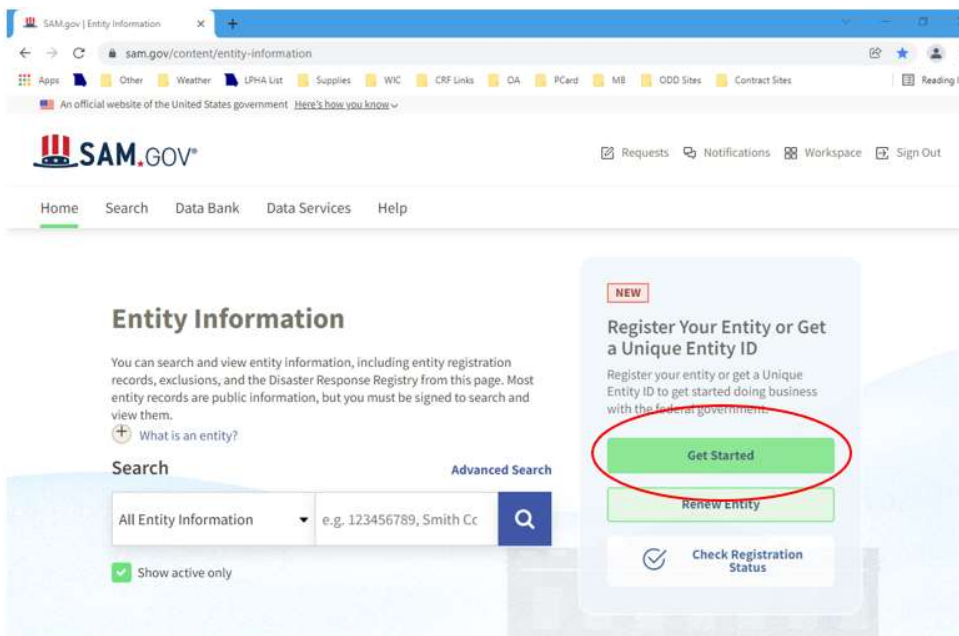 SAM.gov | Entity Information
sam.gov/content/entity-information
Apps Other Weather LPHA List Supplies WIC CRF Links OA PCard MB ODD Sites Contract Sites Reading
An official website of the United States government Here's how you know
SAM.GOV®
Requests Notifications Workspace Sign Out
Home Search Data Bank Data Services Help
NEW
Register Your Entity or Get
a Unique Entity ID
Register your entity or get a Unique
Entity ID to get started doing business
with the federal government.
Get Started
Renew Entity
Check Registration
Status
Entity Information
You can search and view entity information, including entity registration
records, exclusions, and the Disaster Response Registry from this page. Most
entity records are public information, but you must be signed to search and
view them.
What is an entity?
Search Advanced Search
All Entity Information e.g. 123456789, Smith Cc
Show active only